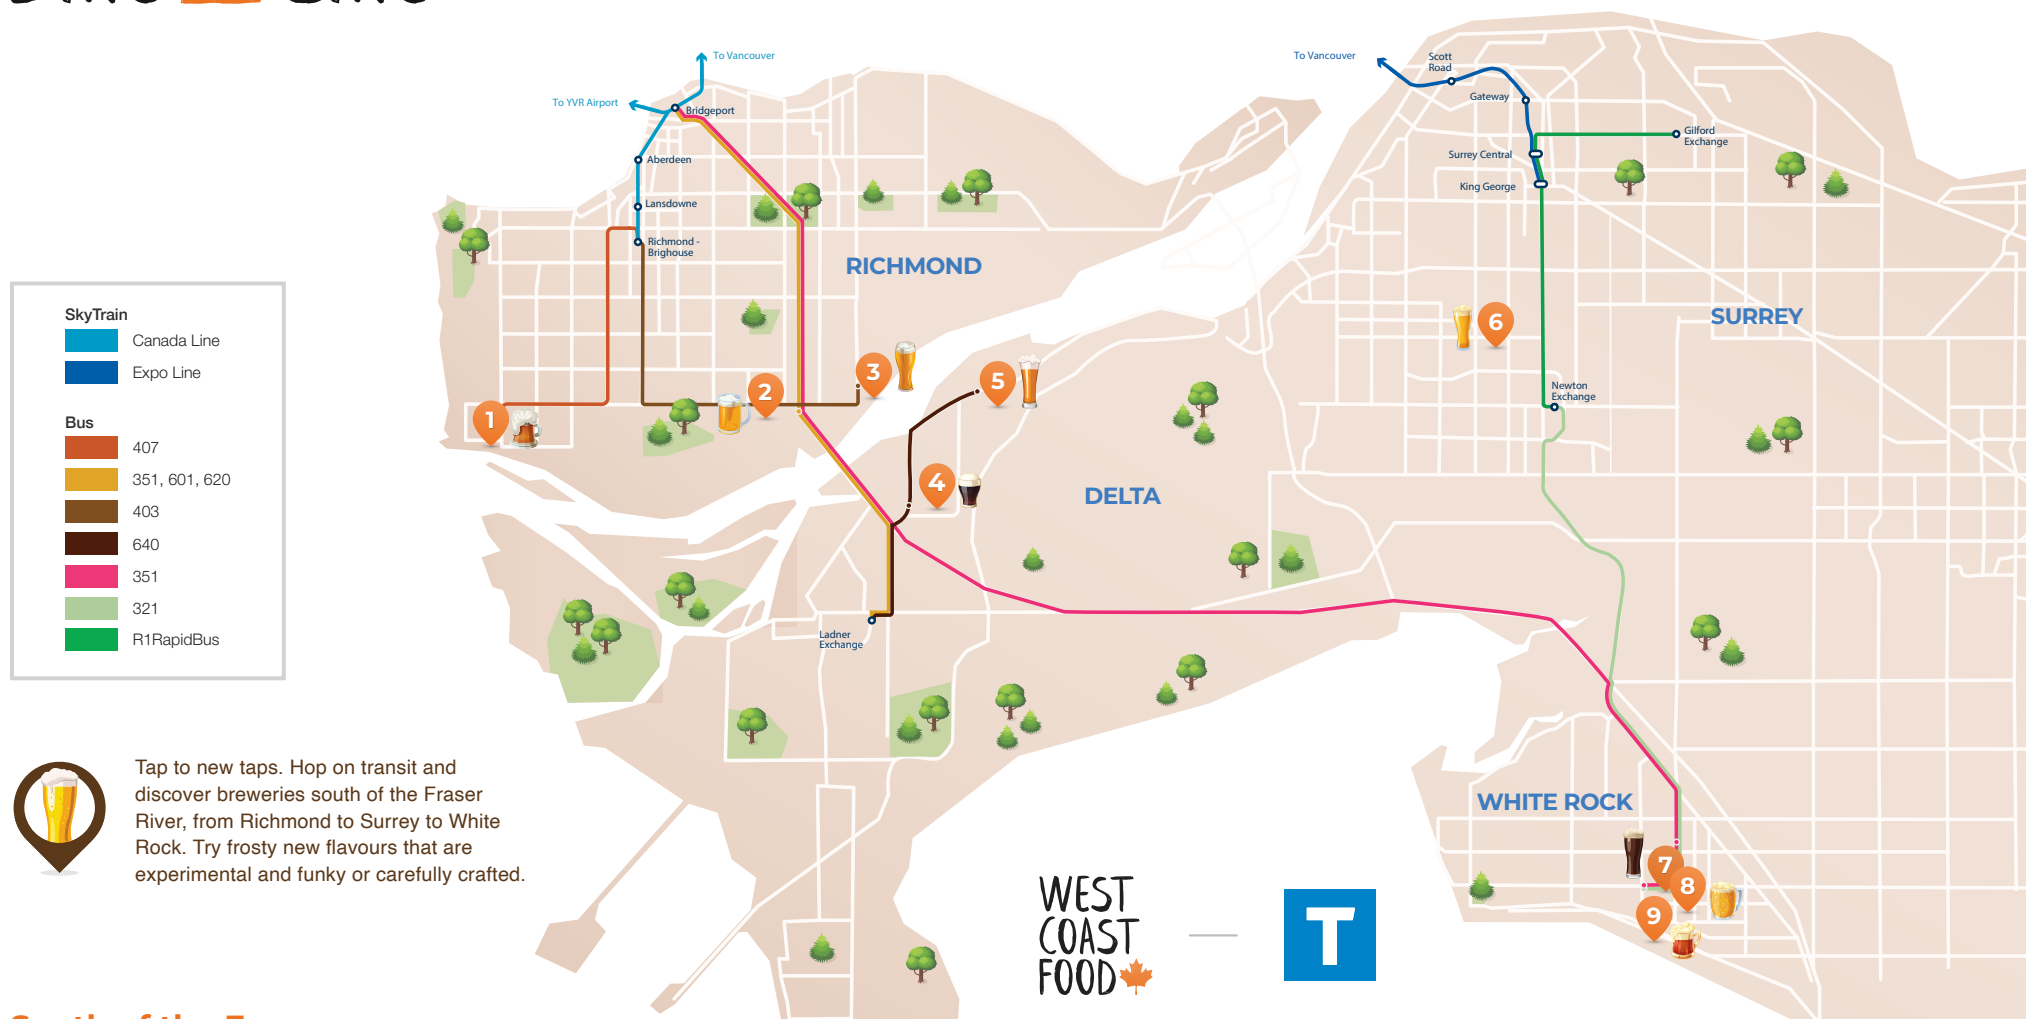 To Vancouver
To YVR Airport
Bridgeport
Aberdeen
Lansdowne
Richmond -
Brighouse
RICHMOND
To Vancouver
Scott
Road
Gateway
Gilford
Exchange
Surrey Central
King George
SURREY
Newton
Exchange
SkyTrain
Canada Line
Expo Line
Bus
407
351, 601, 620
403
640
351
321
R1RapidBus
1
2
3
4
5
6
DELTA
Ladner
Exchange
WHITE ROCK
7
8
9
Tap to new taps. Hop on transit and
discover breweries south of the Fraser
River, from Richmond to Surrey to White
Rock. Try frosty new flavours that are
experimental and funky or carefully crafted.
WEST
COAST
FOOD
T